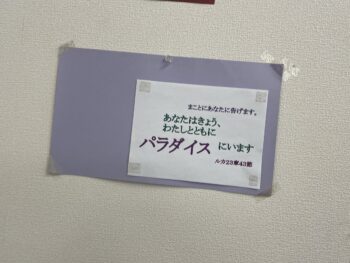 まことにあなたに告げます。
あなたはきょう、
わたしとともに
パラダイス にいます
ルカ23章43節